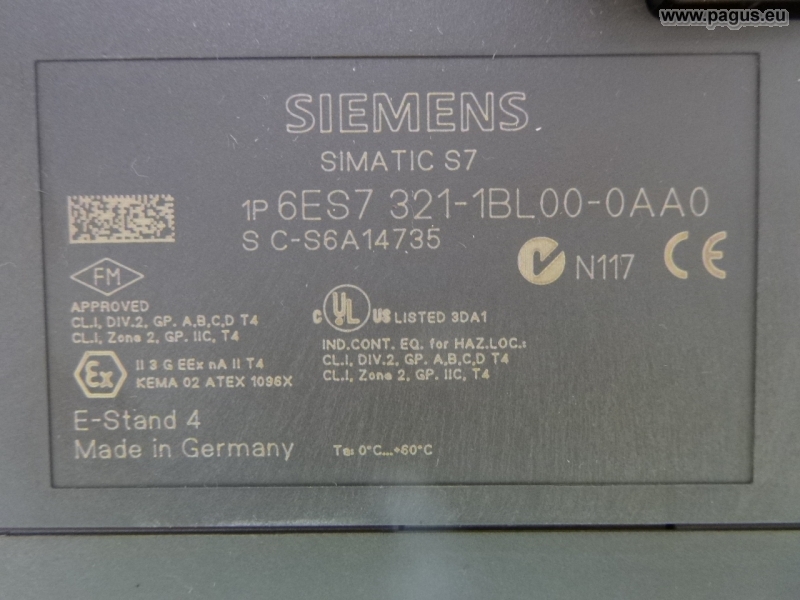 www.pagus.eu
SIEMENS
SIMATIC S7
1P 6ES7 321-1BL00-0AA0
S C-S6A14735
N117 CE
FM
APPROVED
CL.I, DIV.2, GP. A,B,C,D T4
CL.I, Zone 2, GP. IIC, T4
C UL US LISTED 3DA1
IND.CONT. EQ. for HAZ.LOC.:
CL.I, DIV.2, GP. A,B,C,D T4
CL.I, Zone 2, GP. IIC, T4
Ex II 3 G EEx nA II T4
KEMA 02 ATEX 1096X
E-Stand 4
Made in Germany
Ta: 0°C...+60°C